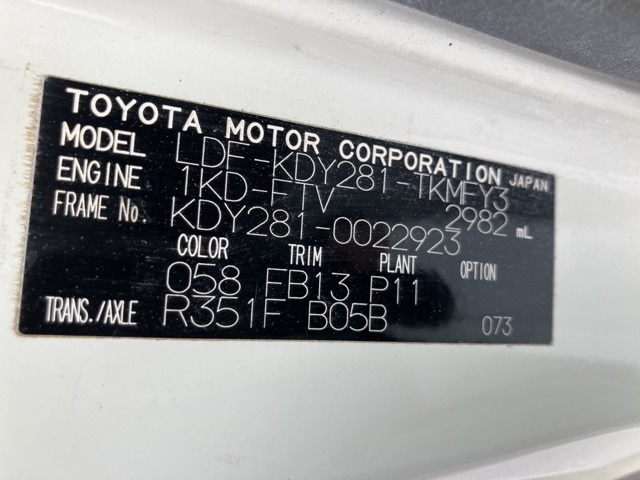 TOYOTA MOTOR CORPORATION JAPAN
MODEL LDF-KDY281-TKMFY3
ENGINE 1KD-FTV 2982 mL
FRAME No. KDY281-0022923
COLOR TRIM PLANT OPTION
058 FB13 P11
TRANS./AXLE R351F B05B 073